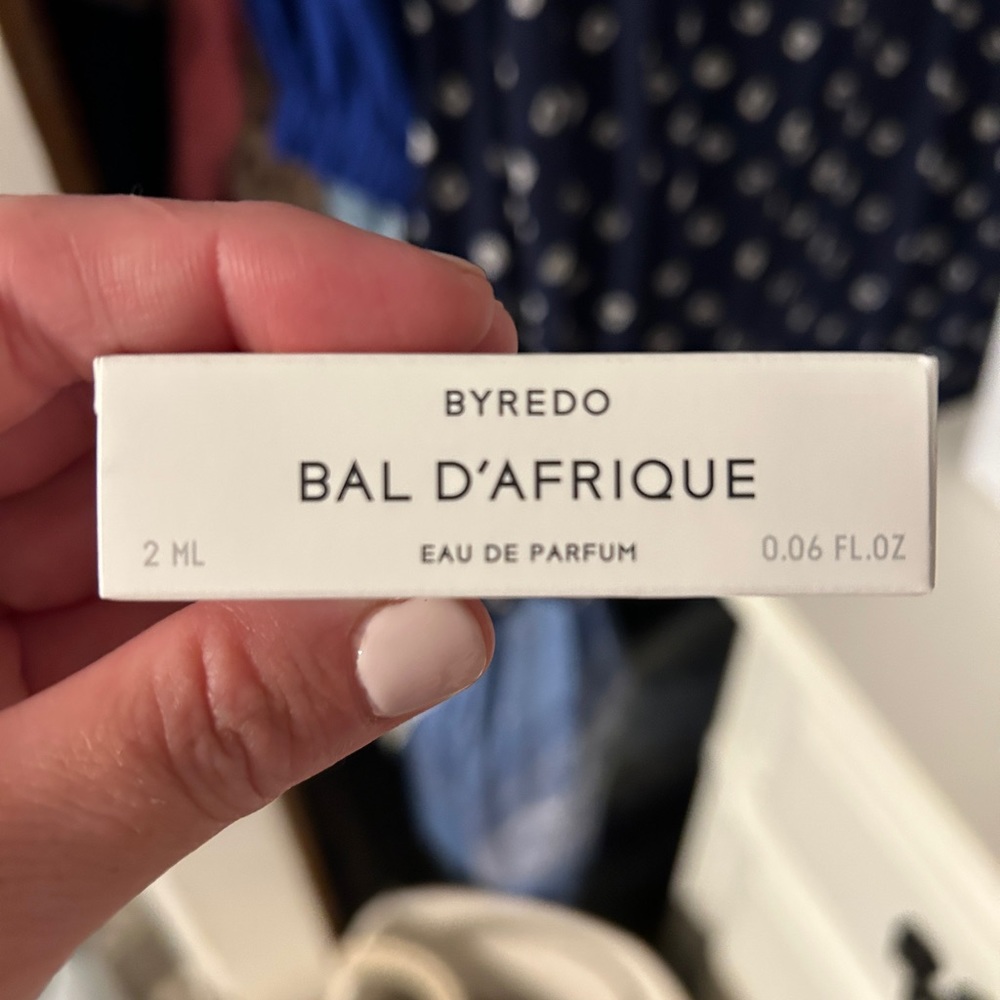 BYREDO
BAL D'AFRIQUE
2 ML EAU DE PARFUM 0.06 FL.OZ